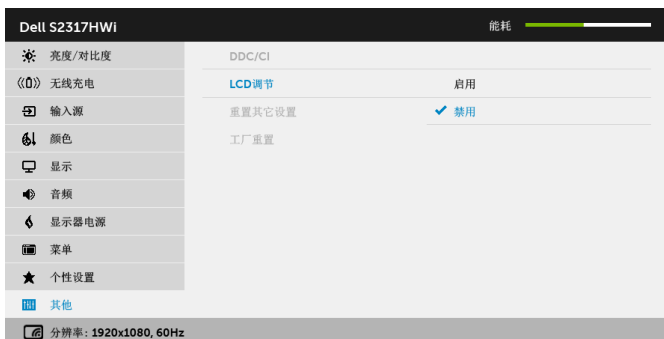 Dell S2317HWi 能耗
亮度/对比度 DDC/CI
无线充电 LCD调节 启用
输入源 重置其它设置 禁用
颜色 工厂重置
显示
音频
显示器电源
菜单
个性设置
其他
分辨率: 1920x1080, 60Hz